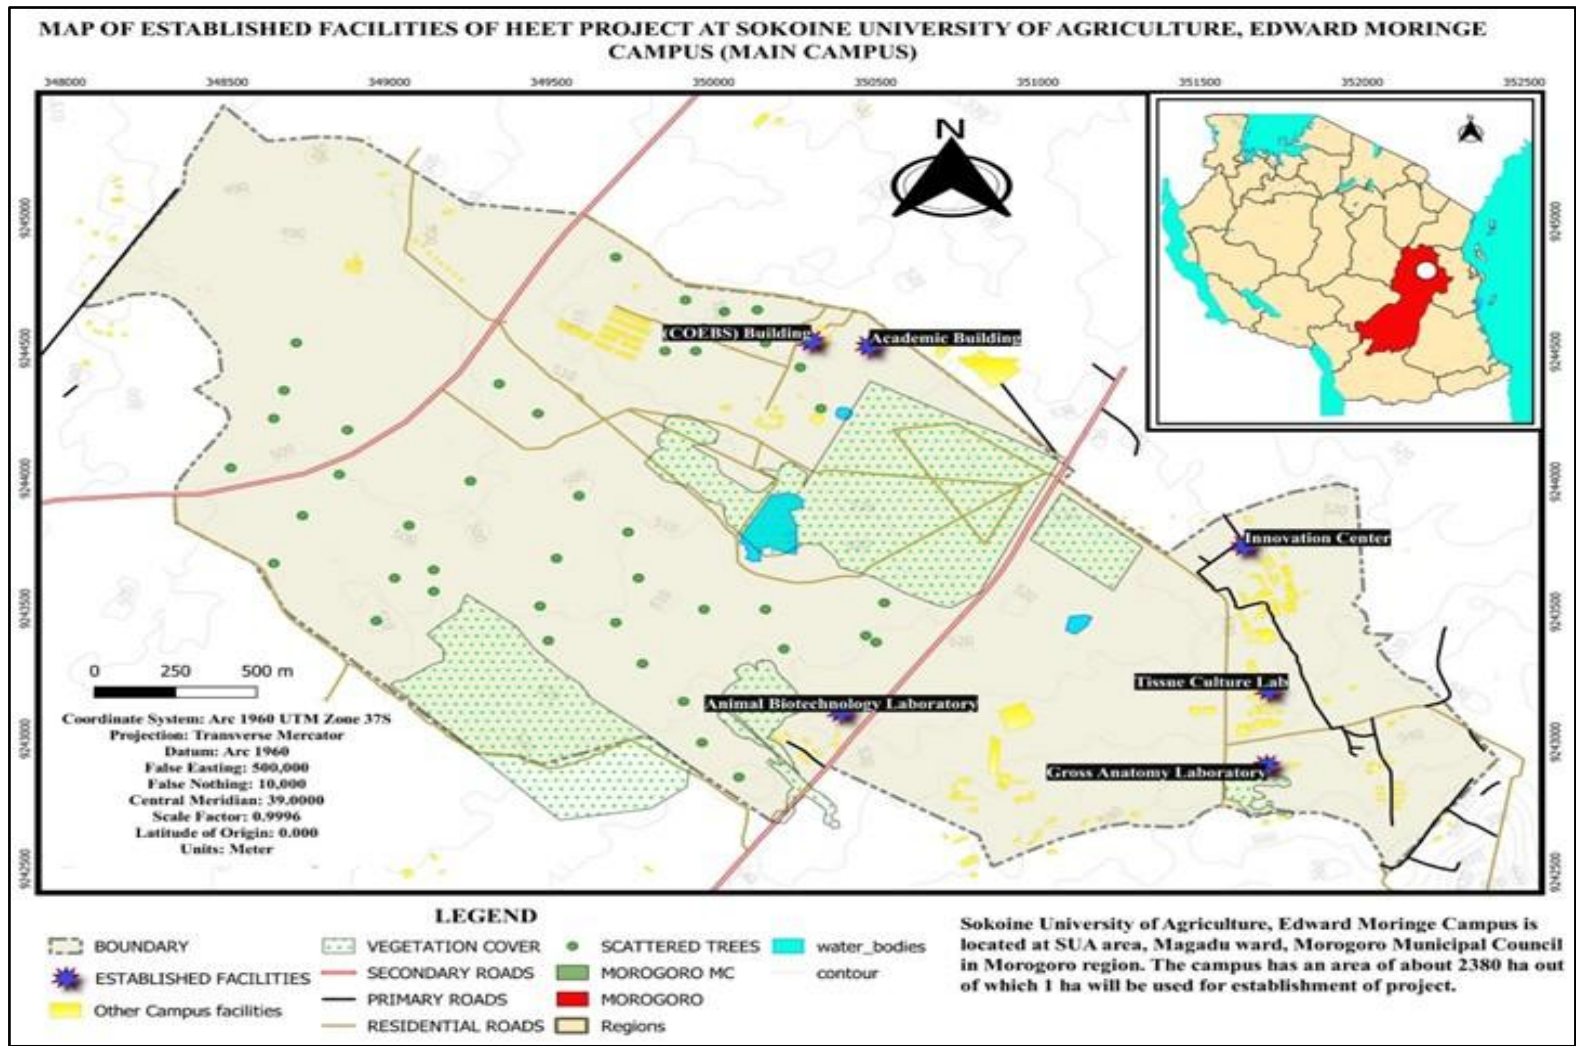 MAP OF ESTABLISHED FACILITIES OF HEET PROJECT AT SOKOINE UNIVERSITY OF AGRICULTURE, EDWARD MORINGE
CAMPUS (MAIN CAMPUS)
348000 348500 349000 349500 350000 350500 351000 351500 352000 352500
9245000
9244500
9244000
9243500
9243000
9242500
9245000
9244500
9244000
9243500
9243000
9242500
N
(COEBS) Building
Academic Building
Innovation Center
Tissue Culture Lab
Animal Biotechnology Laboratory
Gross Anatomy Laboratory
0 250 500 m
Coordinate System: Arc 1960 UTM Zone 37S
Projection: Transverse Mercator
Datum: Arc 1960
False Easting: 500,000
False Nothing: 10,000
Central Meridian: 39.0000
Scale Factor: 0.9996
Latitude of Origin: 0.000
Units: Meter
LEGEND
BOUNDARY
ESTABLISHED FACILITIES
Other Campus facilities
VEGETATION COVER
SECONDARY ROADS
PRIMARY ROADS
RESIDENTIAL ROADS
SCATTERED TREES
MOROGORO MC
MOROGORO
Regions
water_bodies
contour
Sokoine University of Agriculture, Edward Moringe Campus is
located at SUA area, Magadu ward, Morogoro Municipal Council
in Morogoro region. The campus has an area of about 2380 ha out
of which 1 ha will be used for establishment of project.